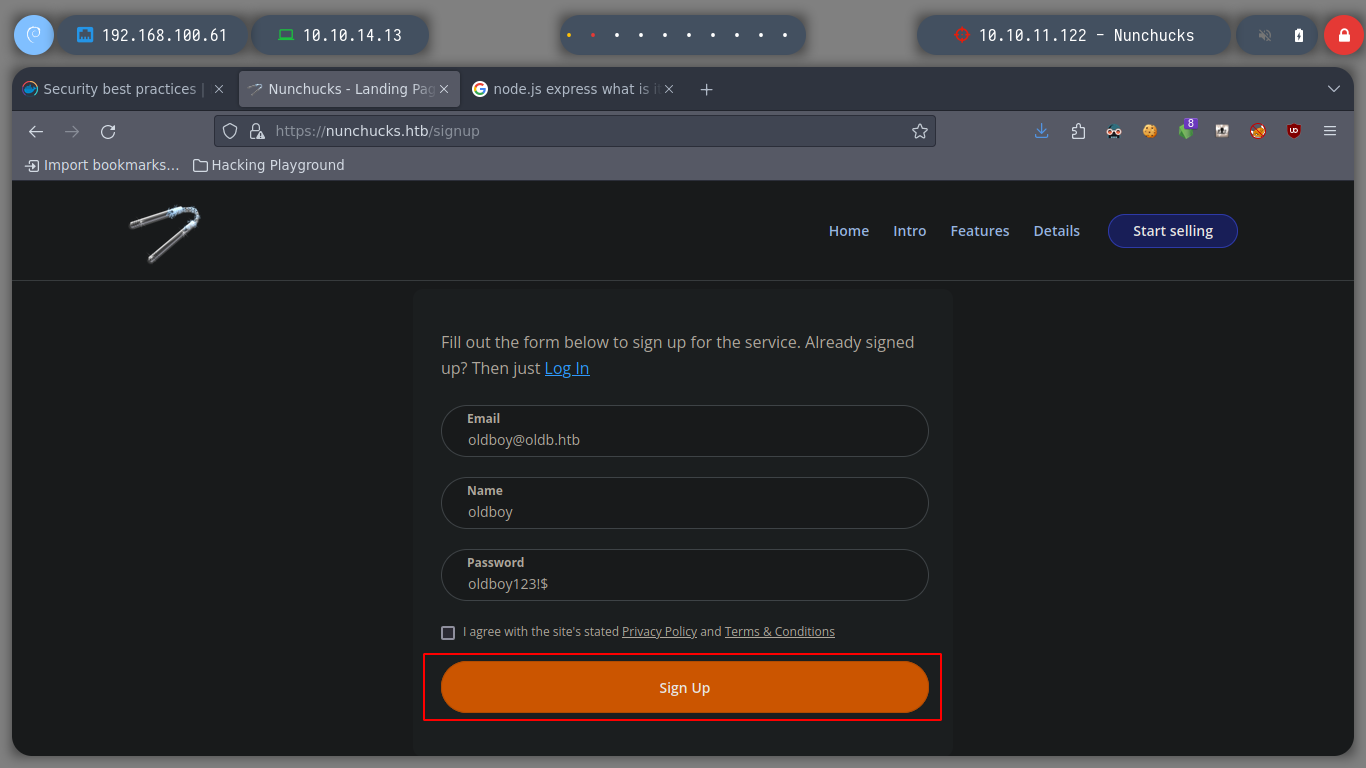 192.168.100.61
10.10.14.13
10.10.11.122 - Nunchucks
Security best practices |
Nunchucks - Landing Pag
node.js express what is i
https://nunchucks.htb/signup
8
UD
Import bookmarks...
Hacking Playground
Home
Intro
Features
Details
Start selling
Fill out the form below to sign up for the service. Already signed
up? Then just Log In
Email
oldboy@oldb.htb
Name
oldboy
Password
oldboy123!$
I agree with the site's stated Privacy Policy and Terms & Conditions
Sign Up